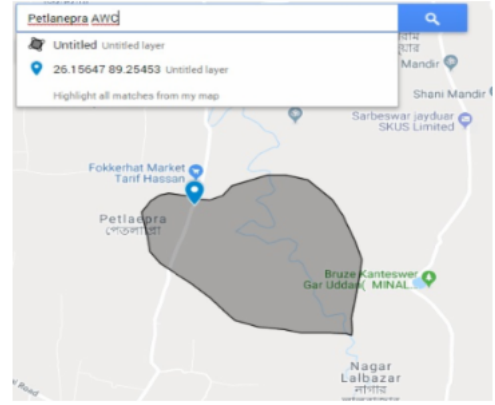 Petlanepra AWC
Untitled Untitled layer
26.15647 89.25453 Untitled layer
Highlight all matches from my map
Mandir
Shani Mandir
Sarbeswar jayduar
SKUS Limited
Fokkerhat Market
Tarif Hassan
Petlaepra
Bruze Kanteswer
Gar Uddan( MINAL...
Nagar
Lalbazar
নাগার
Road